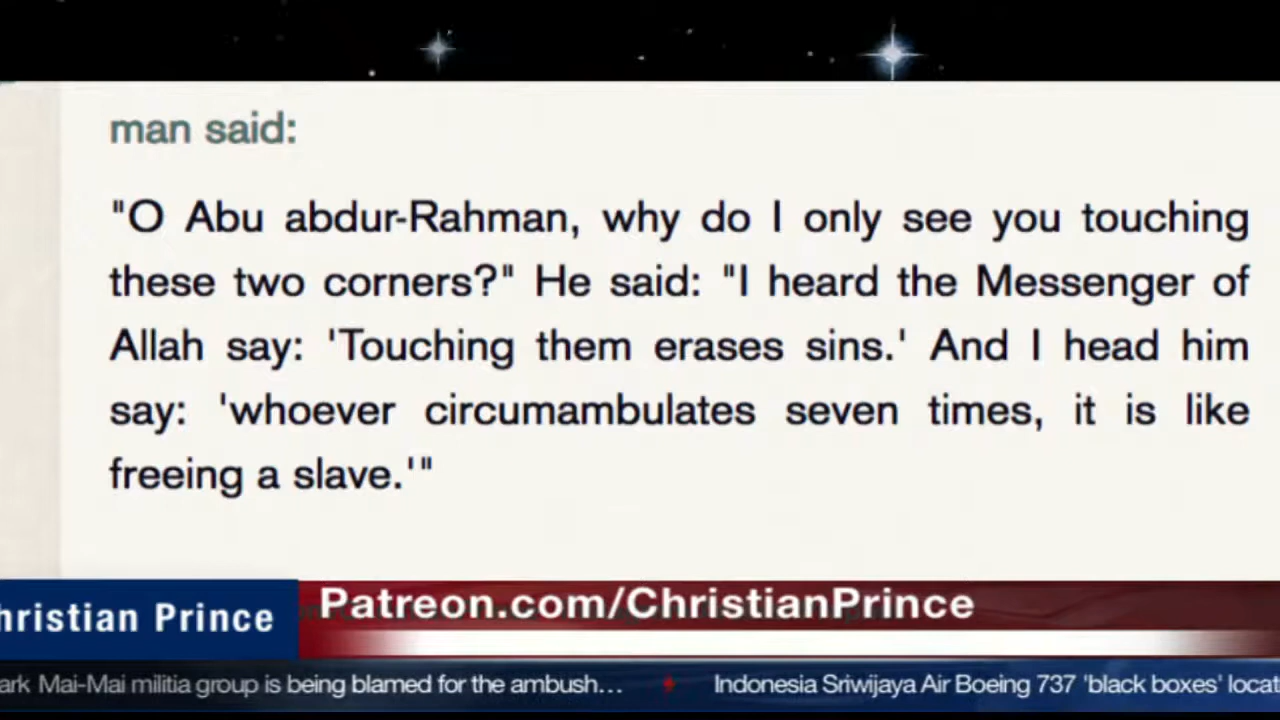 man said:
"O Abu abdur-Rahman, why do I only see you touching
these two corners?" He said: "I heard the Messenger of
Allah say: 'Touching them erases sins.' And I head him
say: 'whoever circumambulates seven times, it is like
freeing a slave.'"
hristian Prince
Patreon.com/ChristianPrince
ark Mai-Mai militia group is being blamed for the ambush... Indonesia Sriwijaya Air Boeing 737 'black boxes' locat